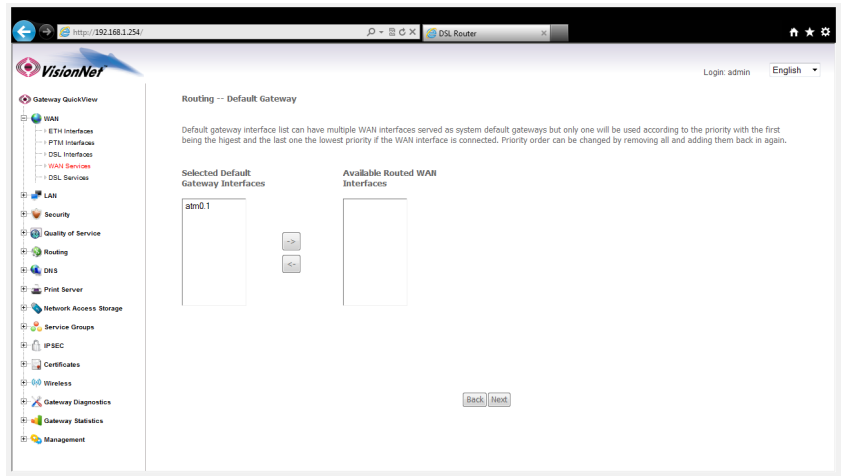 http://192.168.1.254/
DSL Router
VisionNet
Login: admin
English
Gateway QuickView
WAN
ETH Interfaces
PTM Interfaces
DSL Interfaces
WAN Services
DSL Services
LAN
Security
Quality of Service
Routing
DNS
Print Server
Network Access Storage
Service Groups
IPSEC
Certificates
Wireless
Gateway Diagnostics
Gateway Statistics
Management
Routing -- Default Gateway
Default gateway interface list can have multiple WAN interfaces served as system default gateways but only one will be used according to the priority with the first
being the higest and the last one the lowest priority if the WAN interface is connected. Priority order can be changed by removing all and adding them back in again.
Selected Default
Gateway Interfaces
Available Routed WAN
Interfaces
atm0.1
->
<-
Back Next